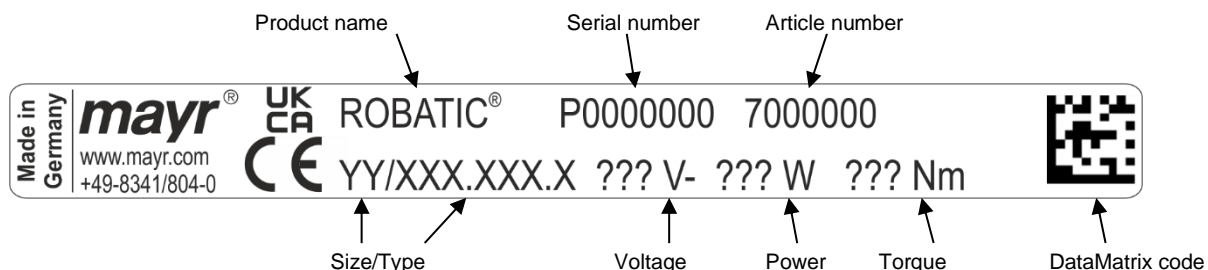 Product name Serial number Article number
Made in
Germany
mayr®
www.mayr.com
+49-8341/804-0
UK
CA
CE
ROBATIC® P0000000 7000000
YY/XXX.XXX.X ??? V- ??? W ??? Nm
Size/Type Voltage Power Torque DataMatrix code